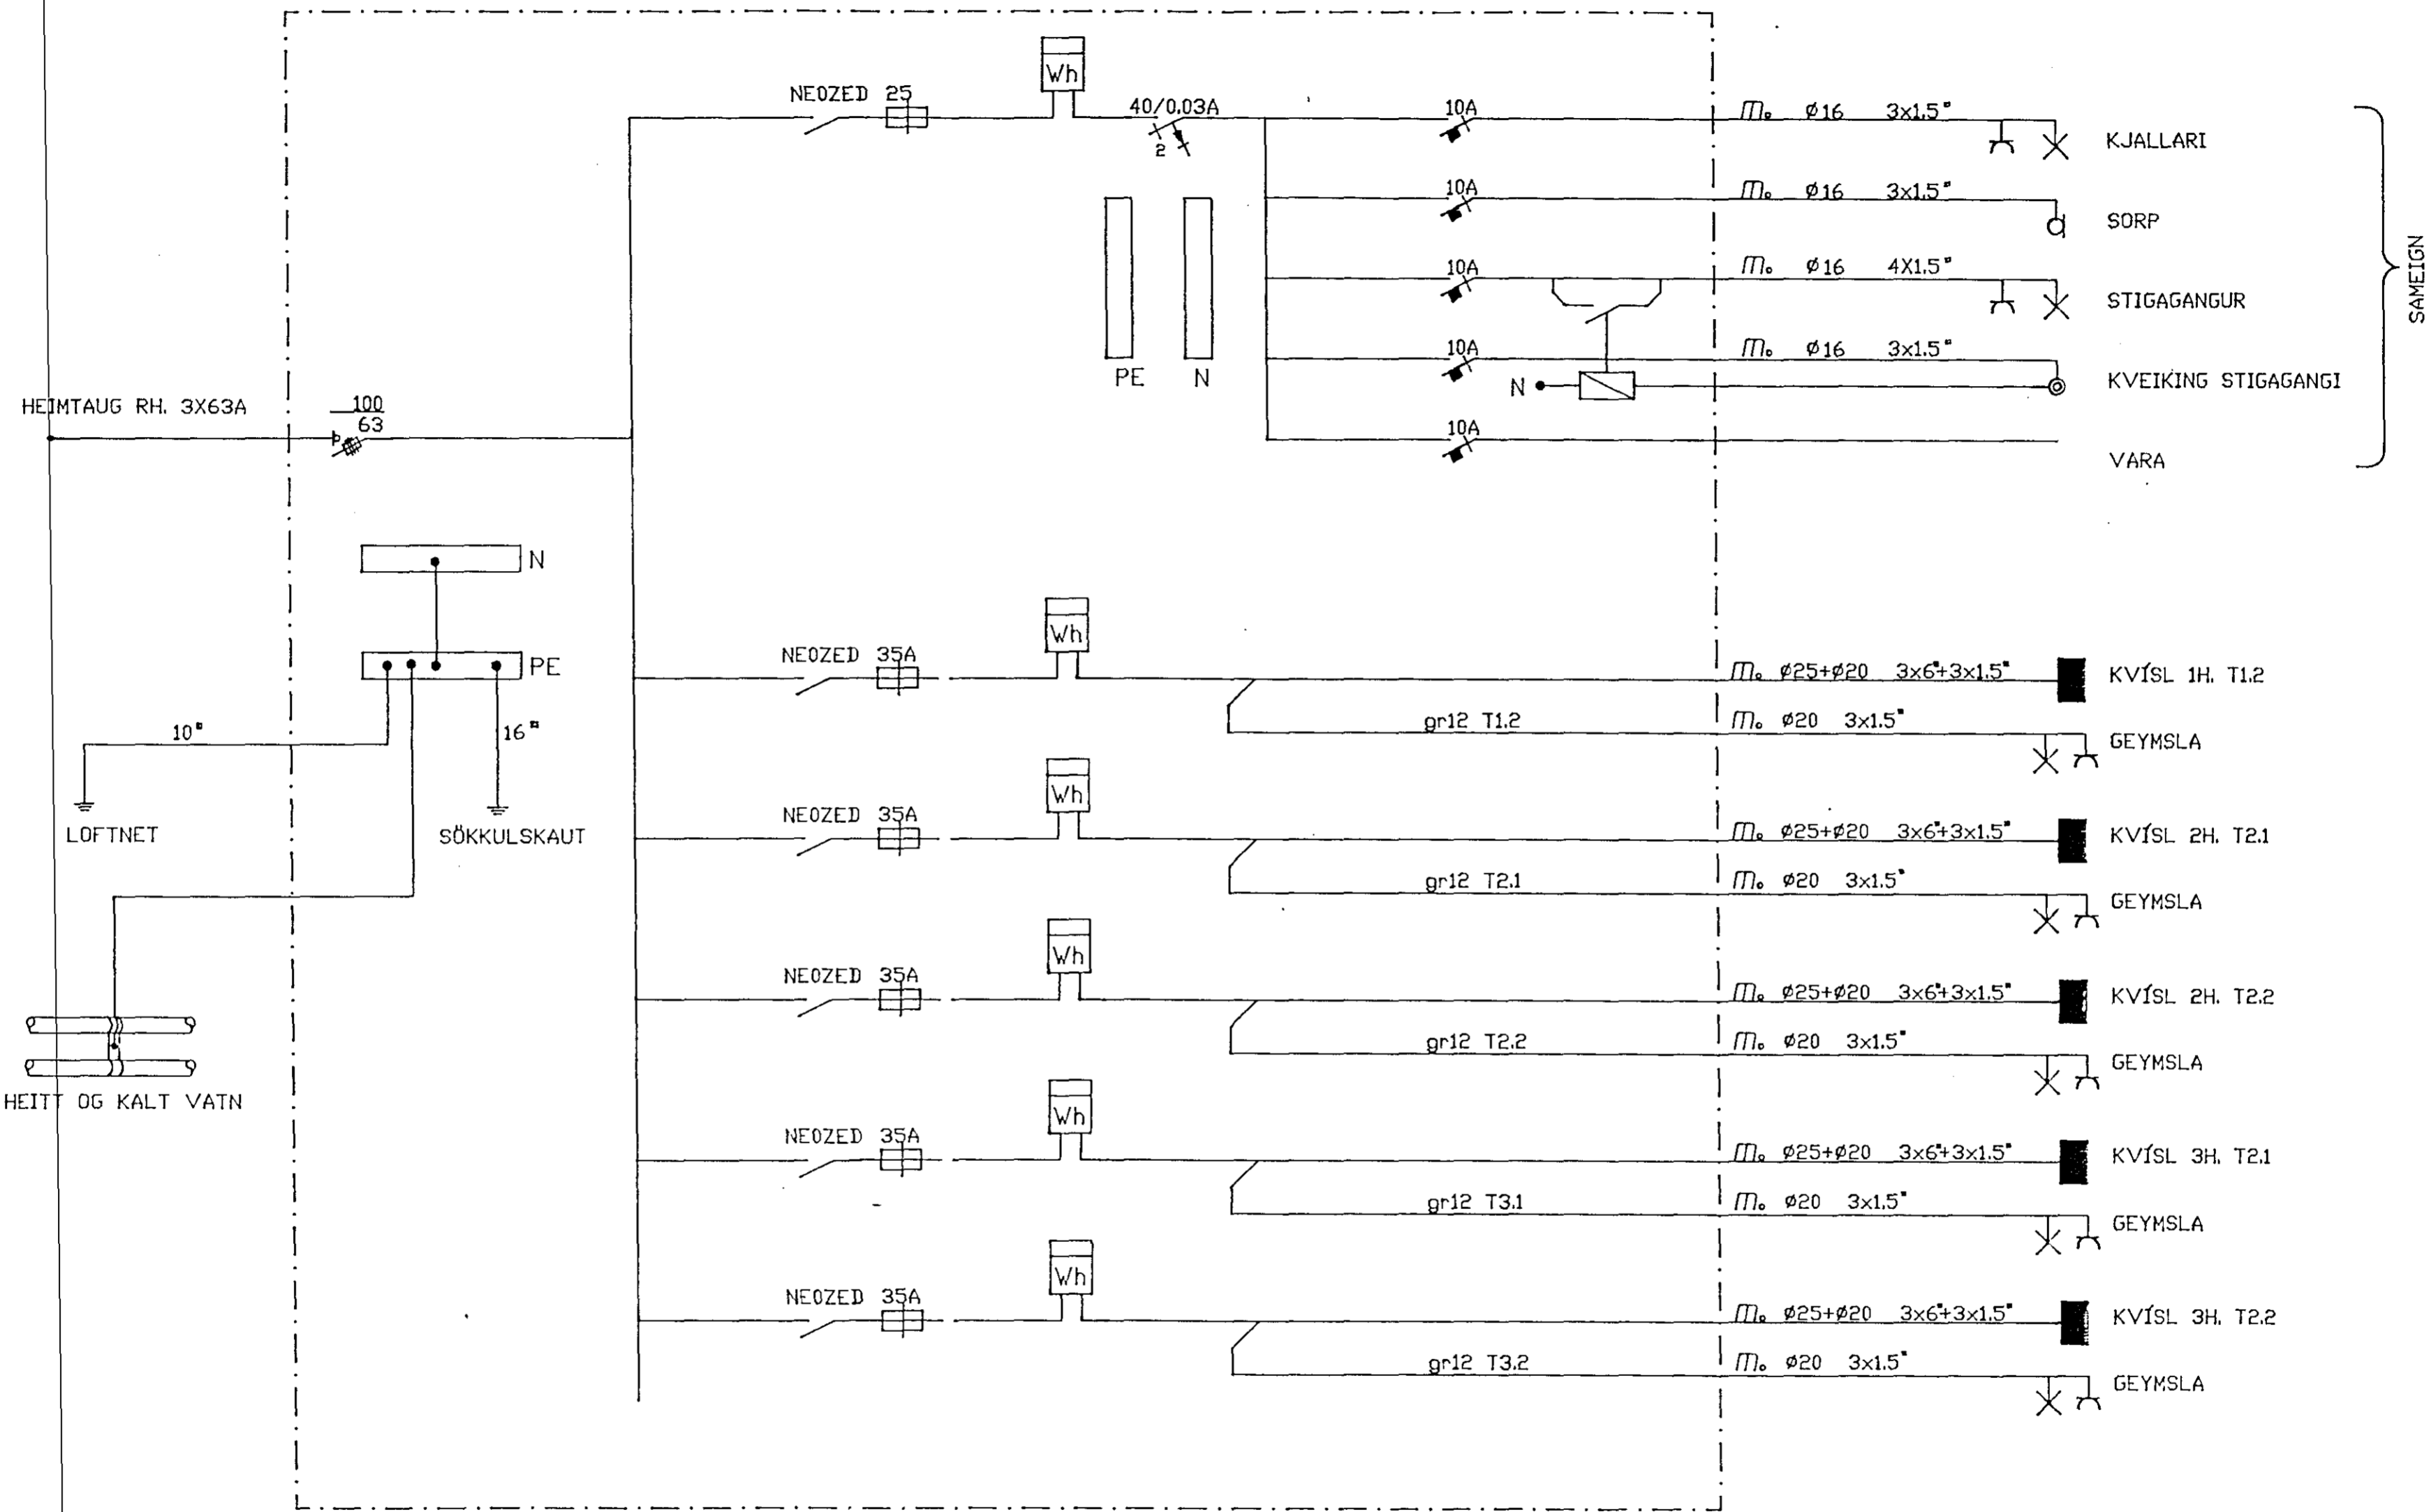 Wh
NEOZED 25
40/0.03A
2
10A
m. ø16 3x1.5"
KJALLARI
10A
m. ø16 3x1.5"
SORP
10A
m. ø16 4X1.5"
STIGAGANGUR
SAMEIGN
10A
m. ø16 3x1.5"
PE N
N
KVEIKING STIGAGANGI
HEIMTAUG RH. 3X63A
100
63
10A
VARA
N
PE
10"
16"
LOFTNET
SÖKKULSKAUT
HEITT OG KALT VATN
Wh
NEOZED 35A
m. ø25+ø20 3x6"+3x1.5"
KVÍSL 1H. T1.2
gr12 T1.2
m. ø20 3x1.5"
GEYMSLA
Wh
NEOZED 35A
m. ø25+ø20 3x6"+3x1.5"
KVÍSL 2H. T2.1
gr12 T2.1
m. ø20 3x1.5"
GEYMSLA
Wh
NEOZED 35A
m. ø25+ø20 3x6"+3x1.5"
KVÍSL 2H. T2.2
gr12 T2.2
m. ø20 3x1.5"
GEYMSLA
Wh
NEOZED 35A
m. ø25+ø20 3x6"+3x1.5"
KVÍSL 3H. T2.1
gr12 T3.1
m. ø20 3x1.5"
GEYMSLA
Wh
NEOZED 35A
m. ø25+ø20 3x6"+3x1.5"
KVÍSL 3H. T2.2
gr12 T3.2
m. ø20 3x1.5"
GEYMSLA